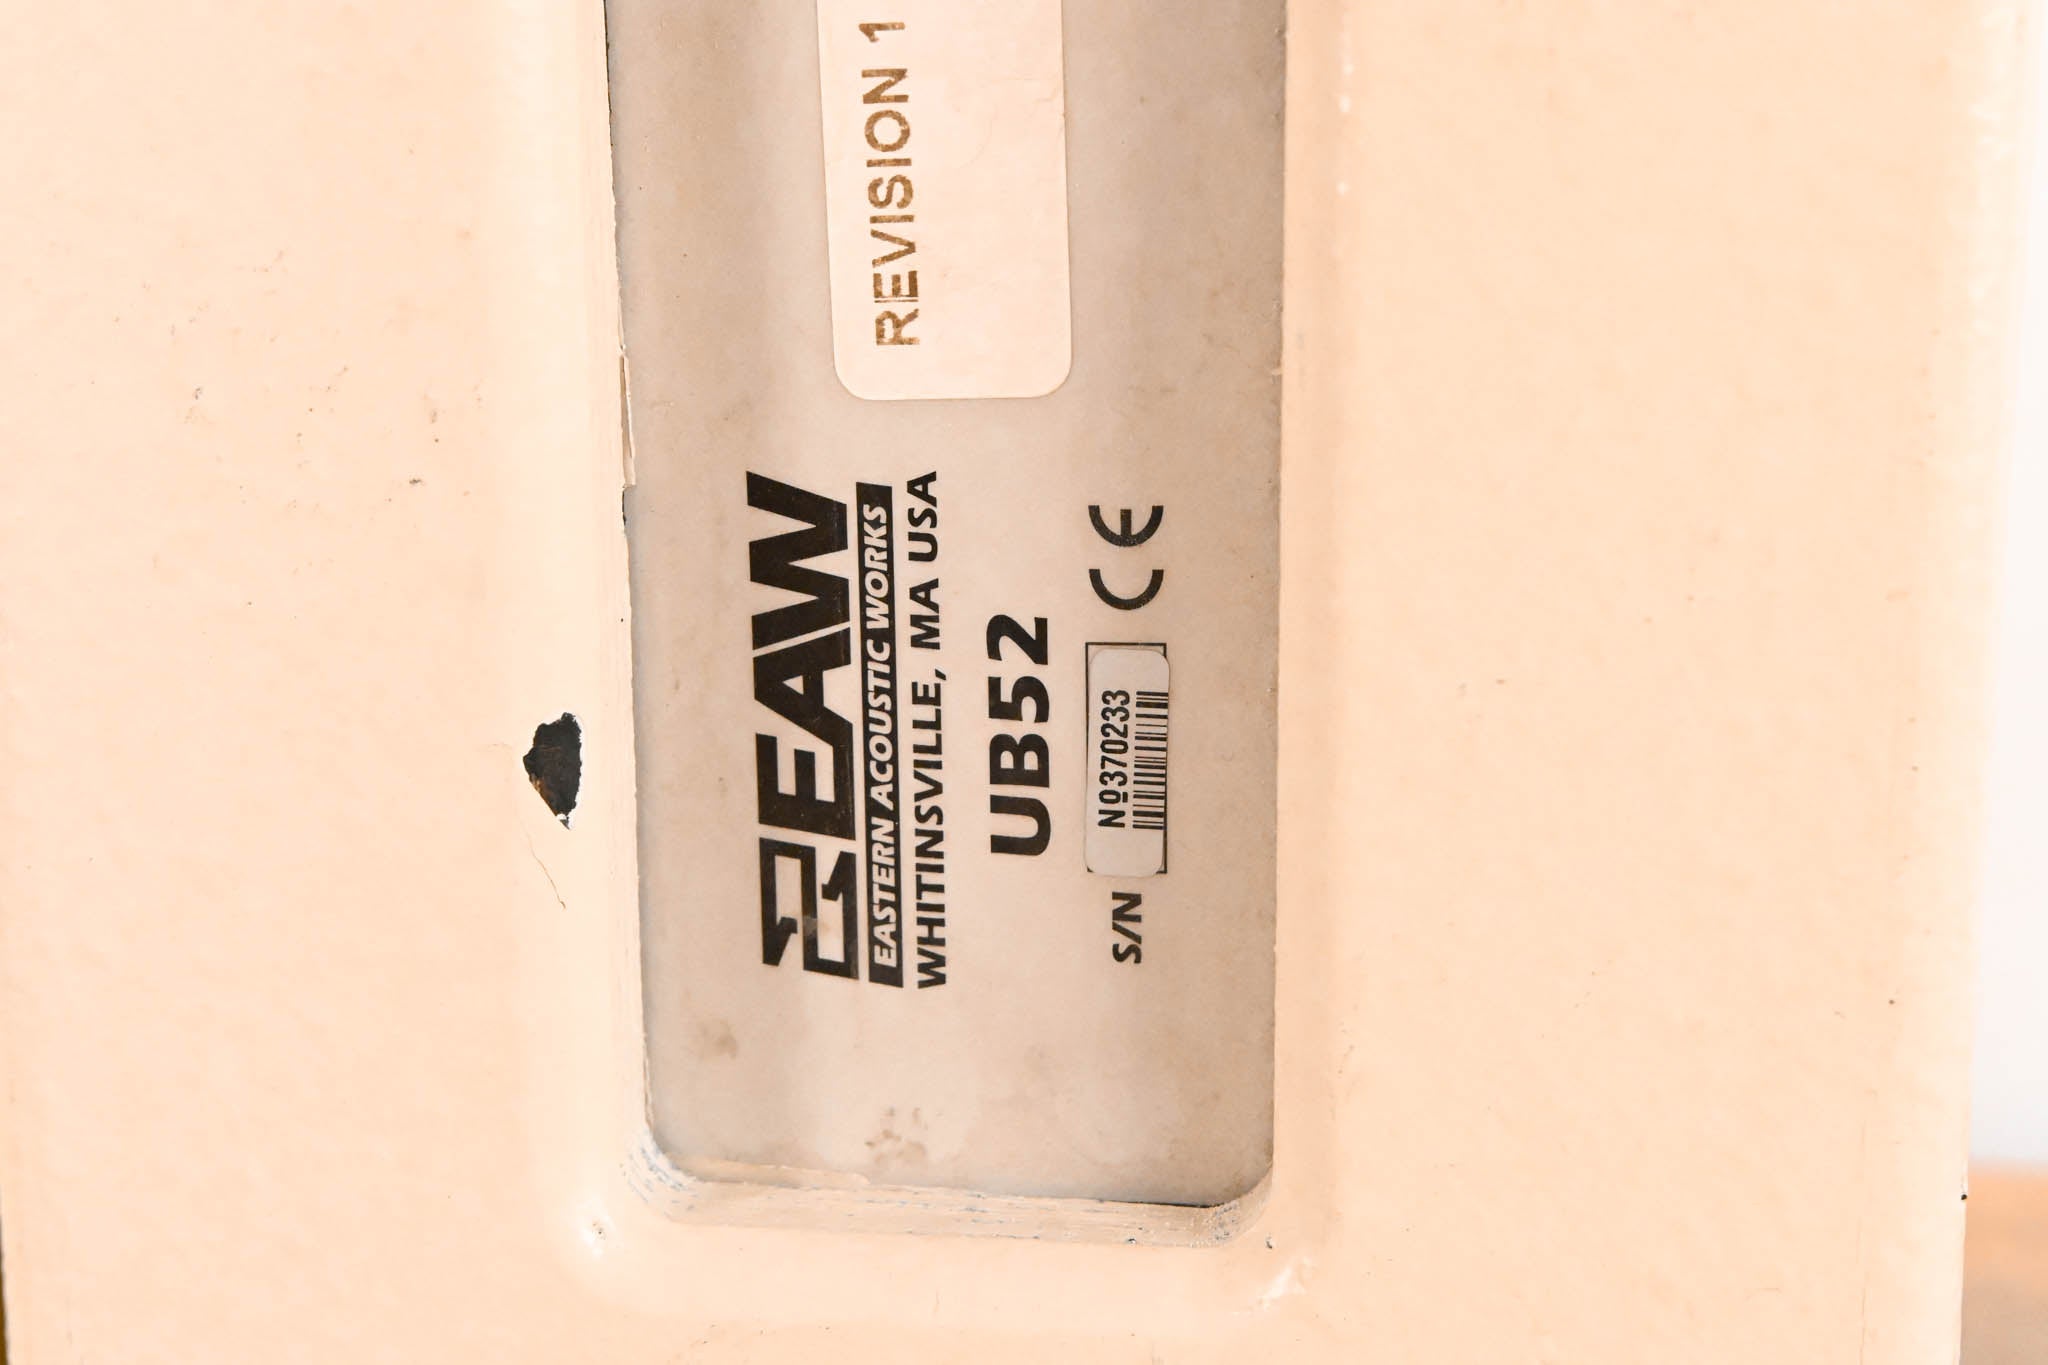 REVISION 1
EAW
EASTERN ACOUSTIC WORKS
WHITINSVILLE, MA USA
UB52
S/N Nº370233 CE